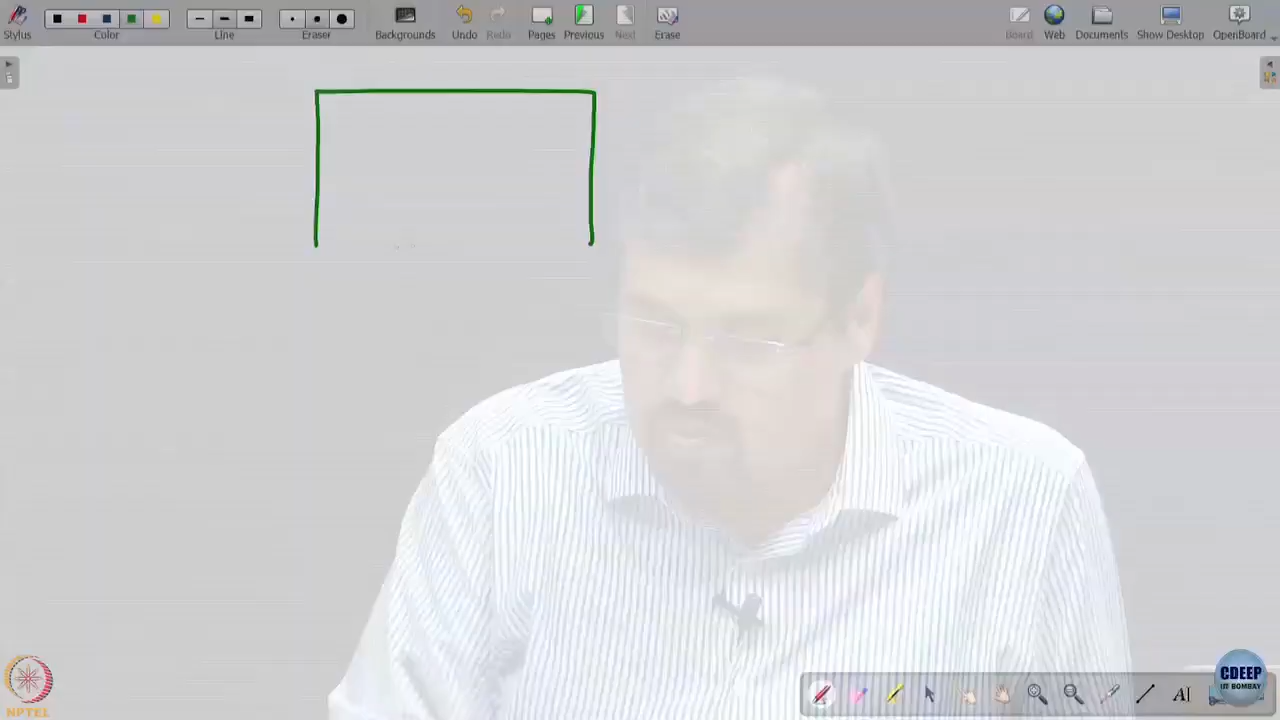 Stylus
Color
Line
Eraser
Backgrounds
Undo
Redo
Pages
Previous
Next
Erase
Board
Web
Documents
Show Desktop
OpenBoard
NPTEL
CDEEP
IIT BOMBAY
A